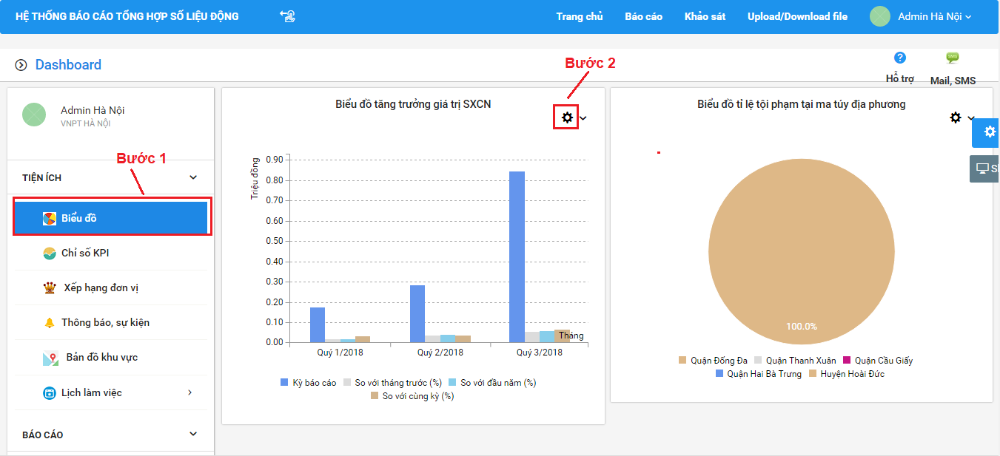 HỆ THỐNG BÁO CÁO TỔNG HỢP SỐ LIỆU ĐỘNG
Trang chủ
Báo cáo
Khảo sát
Upload/Download file
Admin Hà Nội
Dashboard
Hỗ trợ
SMS
Mail, SMS
Bước 2
Admin Hà Nội
VNPT HÀ NỘI
Bước 1
TIỆN ÍCH
Biểu đồ
Chỉ số KPI
Xếp hạng đơn vị
Thông báo, sự kiện
Bản đồ khu vực
Lịch làm việc
BÁO CÁO
Biểu đồ tăng trưởng giá trị SXCN
Triệu đồng
0.90
0.80
0.70
0.60
0.50
0.40
0.30
0.20
0.10
0.00
Tháng
Quý 1/2018
Quý 2/2018
Quý 3/2018
Kỳ báo cáo
So với tháng trước (%)
So với đầu năm (%)
So với cùng kỳ (%)
Biểu đồ tỉ lệ tội phạm tại ma túy địa phương
100.0%
Quận Đống Đa
Quận Thanh Xuân
Quận Cầu Giấy
Quận Hai Bà Trưng
Huyện Hoài Đức